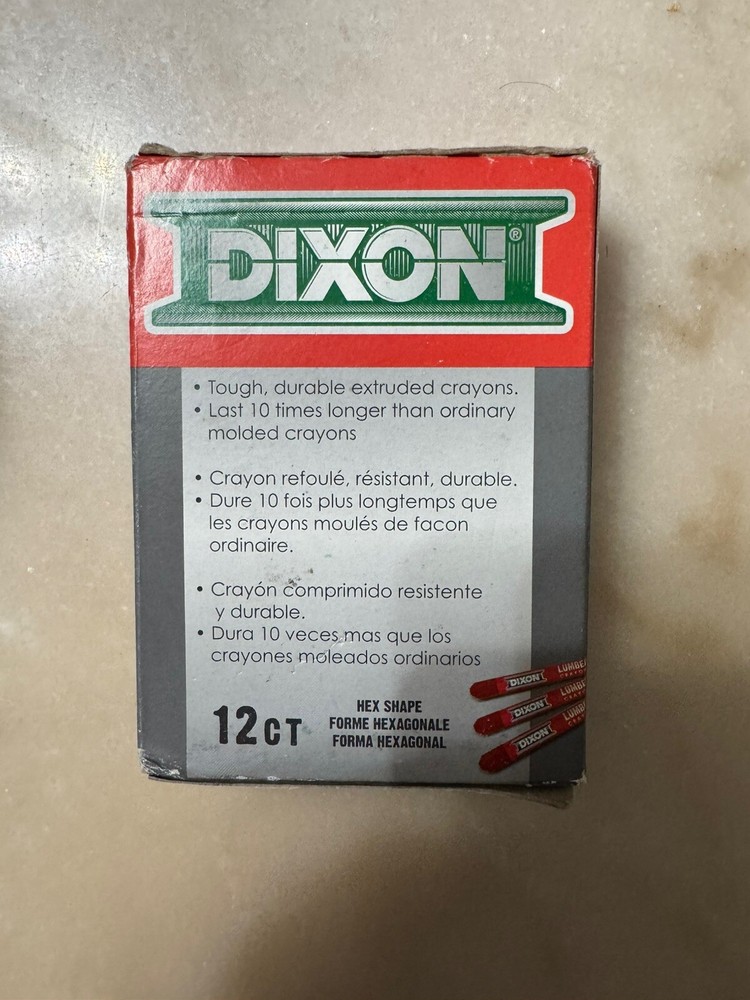 DIXON®
• Tough, durable extruded crayons.
• Last 10 times longer than ordinary
molded crayons
• Crayon refoulé, résistant, durable.
• Dure 10 fois plus longtemps que
les crayons moulés de facon
ordinaire.
• Crayón comprimido resistente
y durable.
• Dura 10 veces mas que los
crayones moleados ordinarios
12CT
HEX SHAPE
FORME HEXAGONALE
FORMA HEXAGONAL
DIXON
DIXON
DIXON